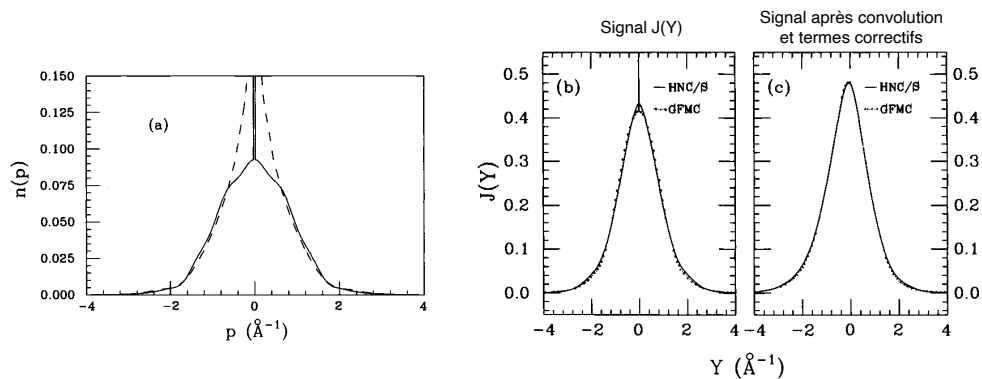 Signal J(Y)
Signal après convolution
et termes correctifs
0.150
0.125
0.100
0.075
0.050
0.025
0.000
n(p)
(a)
-4
-2
0
2
4
p (Å⁻¹)
0.5
0.4
0.3
0.2
0.1
0.0
J(Y)
(b)
HNC/S
GFMC
-4
-2
0
2
4
(c)
HNC/S
GFMC
0.5
0.4
0.3
0.2
0.1
0.0
-4
-2
0
2
4
Y (Å⁻¹)